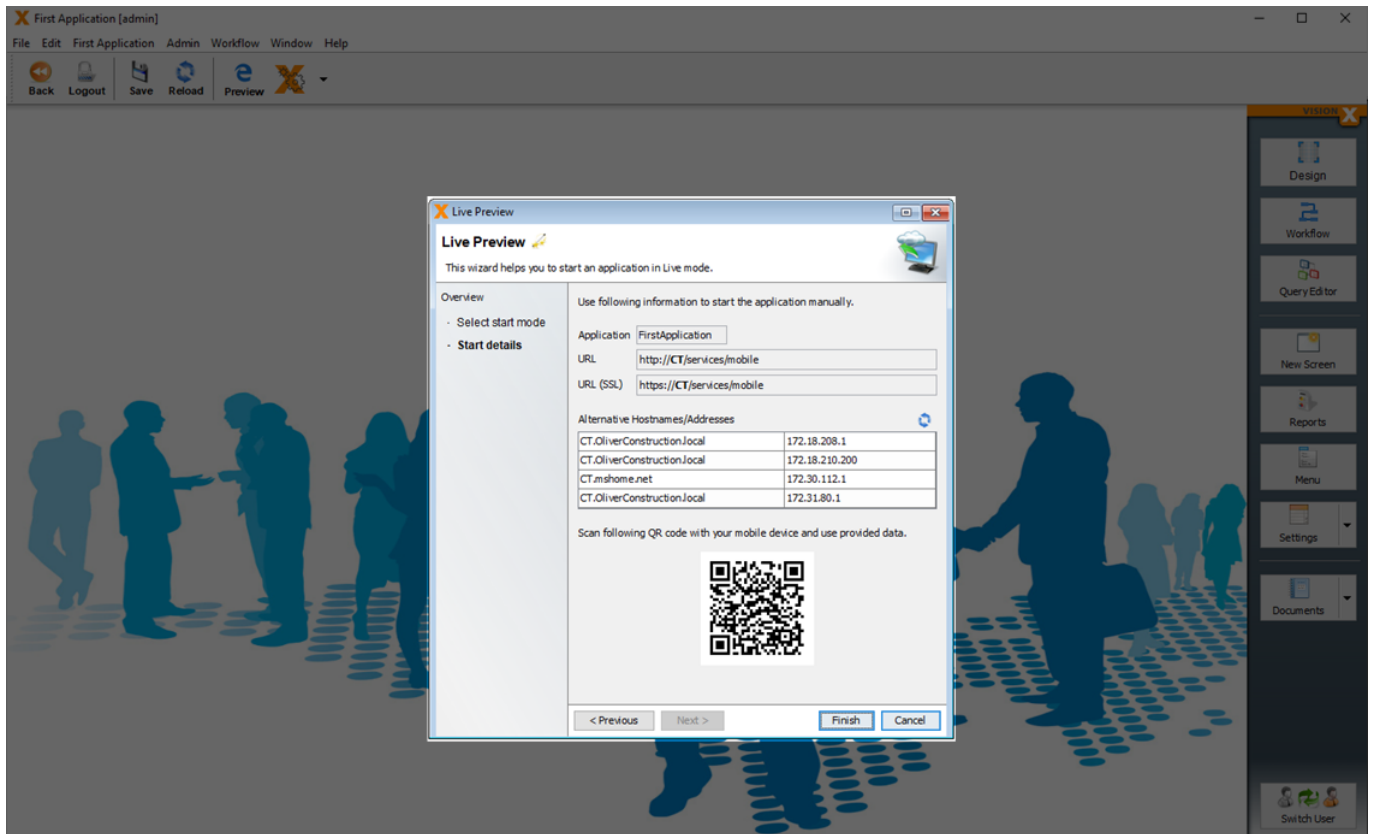 First Application [admin]
File Edit First Application Admin Workflow Window Help
Back Logout Save Reload Preview
VISION X
Design
Workflow
Query Editor
New Screen
Reports
Menu
Settings
Documents
Switch User
Live Preview
Live Preview
This wizard helps you to start an application in Live mode.
Overview
· Select start mode
· Start details
Use following information to start the application manually.
Application FirstApplication
URL http://CT/services/mobile
URL (SSL) https://CT/services/mobile
Alternative Hostnames/Addresses
CT.OliverConstruction.local 172.18.208.1
CT.OliverConstruction.local 172.18.210.200
CT.mshome.net 172.30.112.1
CT.OliverConstruction.local 172.31.80.1
Scan following QR code with your mobile device and use provided data.
< Previous Next > Finish Cancel